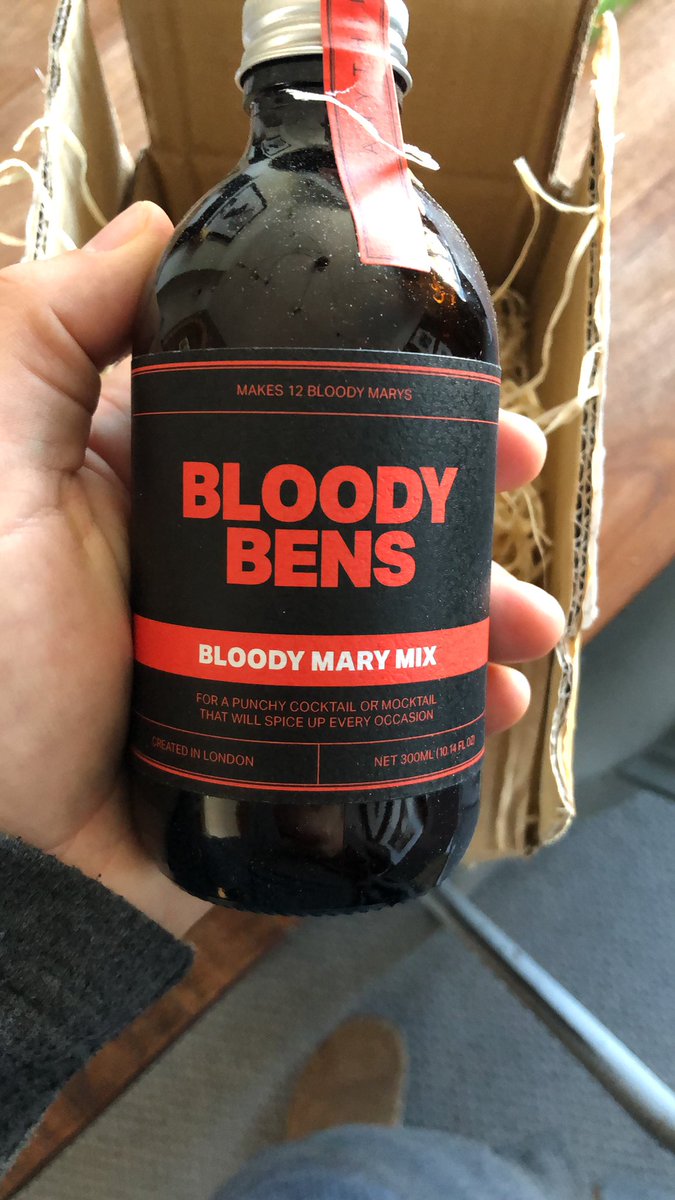 MAKES 12 BLOODY MARYS
BLOODY
BENS
BLOODY MARY MIX
FOR A PUNCHY COCKTAIL OR MOCKTAIL
THAT WILL SPICE UP EVERY OCCASION
CREATED IN LONDON
NET 300ML (10.14 FL OZ)